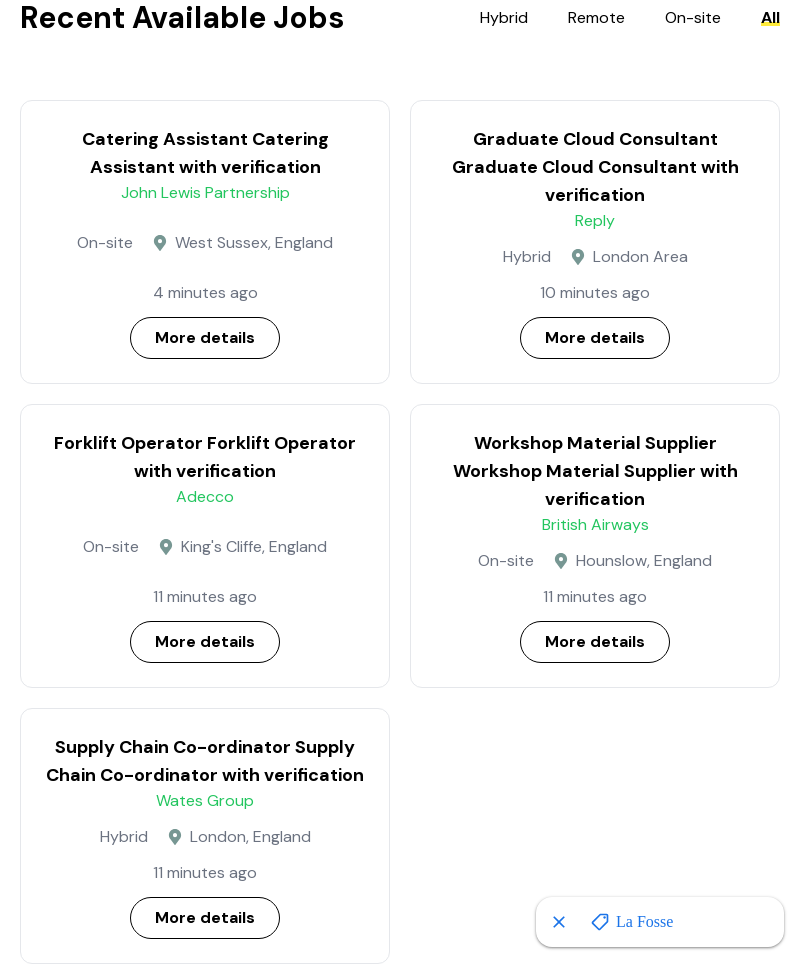 Recent Available Jobs
Hybrid Remote On-site All
Catering Assistant Catering
Assistant with verification
John Lewis Partnership
On-site West Sussex, England
4 minutes ago
More details
Graduate Cloud Consultant
Graduate Cloud Consultant with
verification
Reply
Hybrid London Area
10 minutes ago
More details
Forklift Operator Forklift Operator
with verification
Adecco
On-site King's Cliffe, England
11 minutes ago
More details
Workshop Material Supplier
Workshop Material Supplier with
verification
British Airways
On-site Hounslow, England
11 minutes ago
More details
Supply Chain Co-ordinator Supply
Chain Co-ordinator with verification
Wates Group
Hybrid London, England
11 minutes ago
More details
La Fosse